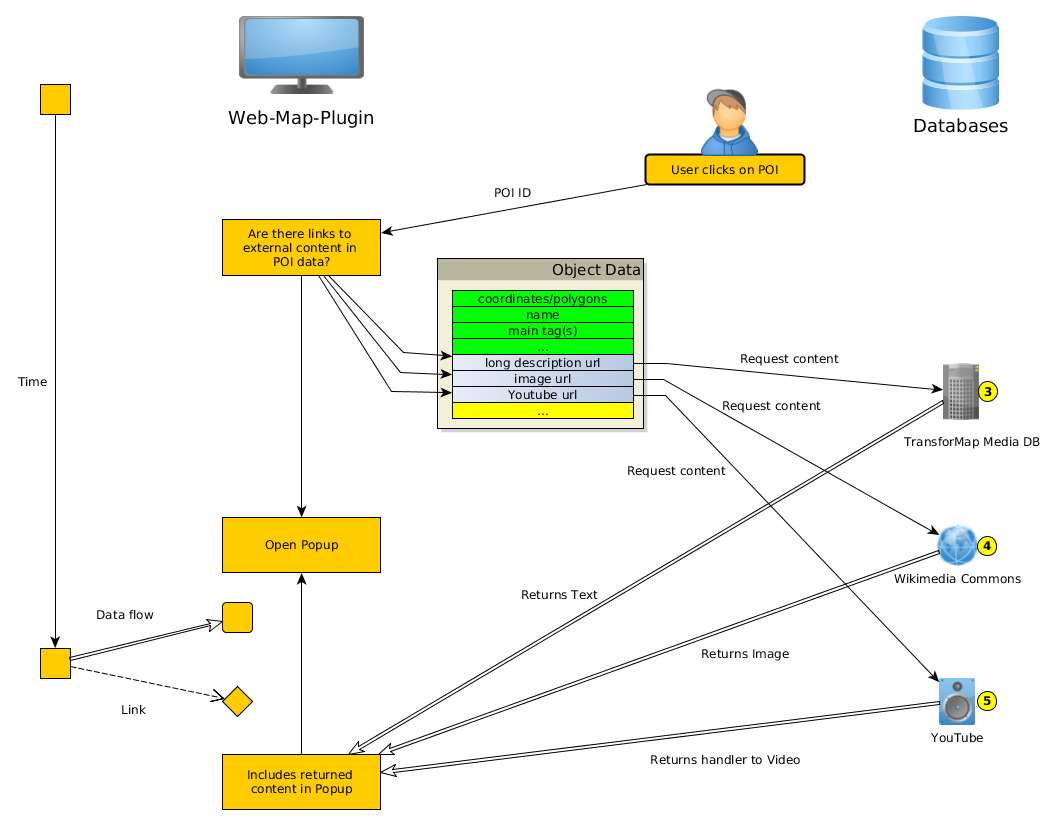 Web-Map-Plugin
Databases
User clicks on POI
POI ID
Are there links to
external content in
POI data?
Object Data
coordinates/polygons
name
main tag(s)
...
long description url
image url
Youtube url
...
Request content
Request content
Request content
Time
3
TransforMap Media DB
4
Wikimedia Commons
5
YouTube
Open Popup
Data flow
Link
Returns Text
Returns Image
Returns handler to Video
Includes returned
content in Popup